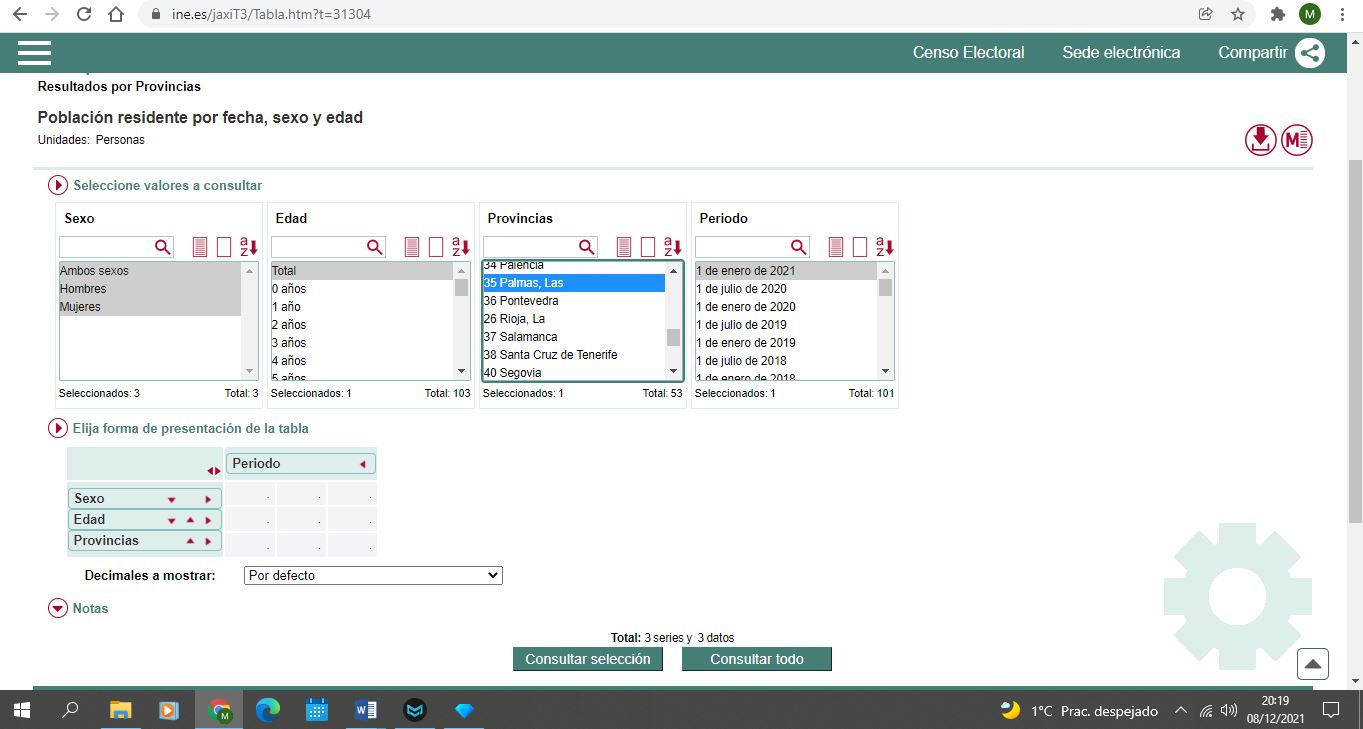 ine.es/jaxiT3/Tabla.htm?t=31304
M
Censo Electoral
Sede electrónica
Compartir
Resultados por Provincias
Población residente por fecha, sexo y edad
Unidades: Personas
M
Seleccione valores a consultar
Sexo
a
z
Ambos sexos
Hombres
Mujeres
Seleccionados: 3
Total: 3
Edad
a
z
Total
0 años
1 año
2 años
3 años
4 años
5 años
Seleccionados: 1
Total: 103
Provincias
a
z
34 Palencia
35 Palmas, Las
36 Pontevedra
26 Rioja, La
37 Salamanca
38 Santa Cruz de Tenerife
40 Segovia
Seleccionados: 1
Total: 53
Periodo
a
z
1 de enero de 2021
1 de julio de 2020
1 de enero de 2020
1 de julio de 2019
1 de enero de 2019
1 de julio de 2018
1 de enero de 2018
Seleccionados: 1
Total: 101
Elija forma de presentación de la tabla
Periodo
Sexo
Edad
Provincias
Decimales a mostrar:
Por defecto
Notas
Total: 3 series y 3 datos
Consultar selección
Consultar todo
M
W
1°C Prac. despejado
20:19
08/12/2021